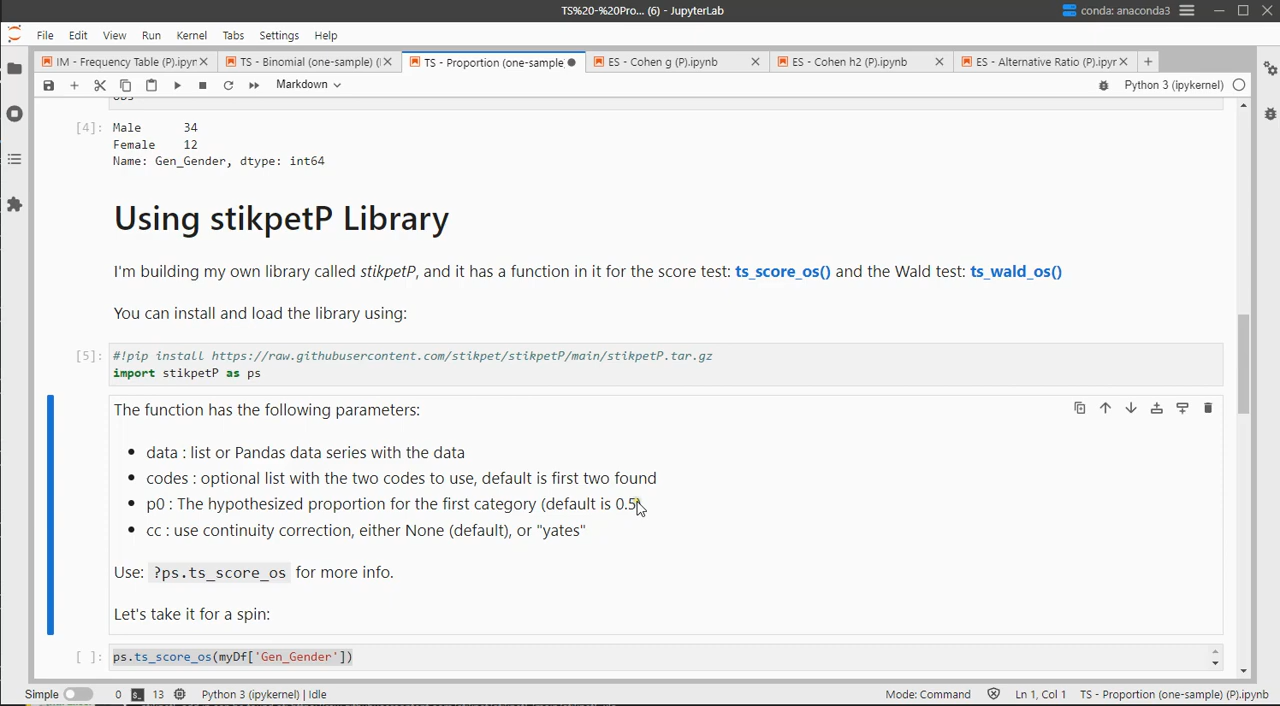 TS%20-%20Pro... (6) - JupyterLab
conda: anaconda3
File Edit View Run Kernel Tabs Settings Help
IM - Frequency Table (P).ipyr
TS - Binomial (one-sample) (I
TS - Proportion (one-sample
ES - Cohen g (P).ipynb
ES - Cohen h2 (P).ipynb
ES - Alternative Ratio (P).ipyr
Markdown
Python 3 (ipykernel)
[4]: Male 34
Female 12
Name: Gen_Gender, dtype: int64
Using stikpetP Library
I'm building my own library called stikpetP, and it has a function in it for the score test: ts_score_os() and the Wald test: ts_wald_os()
You can install and load the library using:
[5]: #!pip install https://raw.githubusercontent.com/stikpet/stikpetP/main/stikpetP.tar.gz
import stikpetP as ps
The function has the following parameters:
• data : list or Pandas data series with the data
• codes : optional list with the two codes to use, default is first two found
• p0 : The hypothesized proportion for the first category (default is 0.5
• cc : use continuity correction, either None (default), or "yates"
Use: ?ps.ts_score_os for more info.
Let's take it for a spin:
[ ]: ps.ts_score_os(myDf['Gen_Gender'])
Simple 0 13 Python 3 (ipykernel) | Idle
Mode: Command Ln 1, Col 1 TS - Proportion (one-sample) (P).ipynb